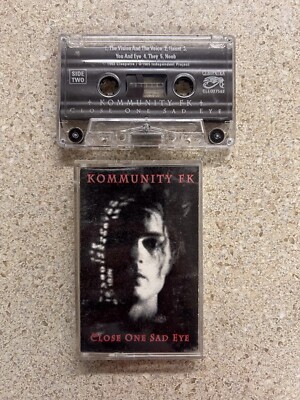 1. The Vision And The Voice 2. Haunt 3.
You And Eye 4. They 5. Noob
SIDE TWO
† KOMMUNITY FK †
CLOSE ONE SAD EYE
KOMMUNITY FK
CLOSE ONE SAD EYE